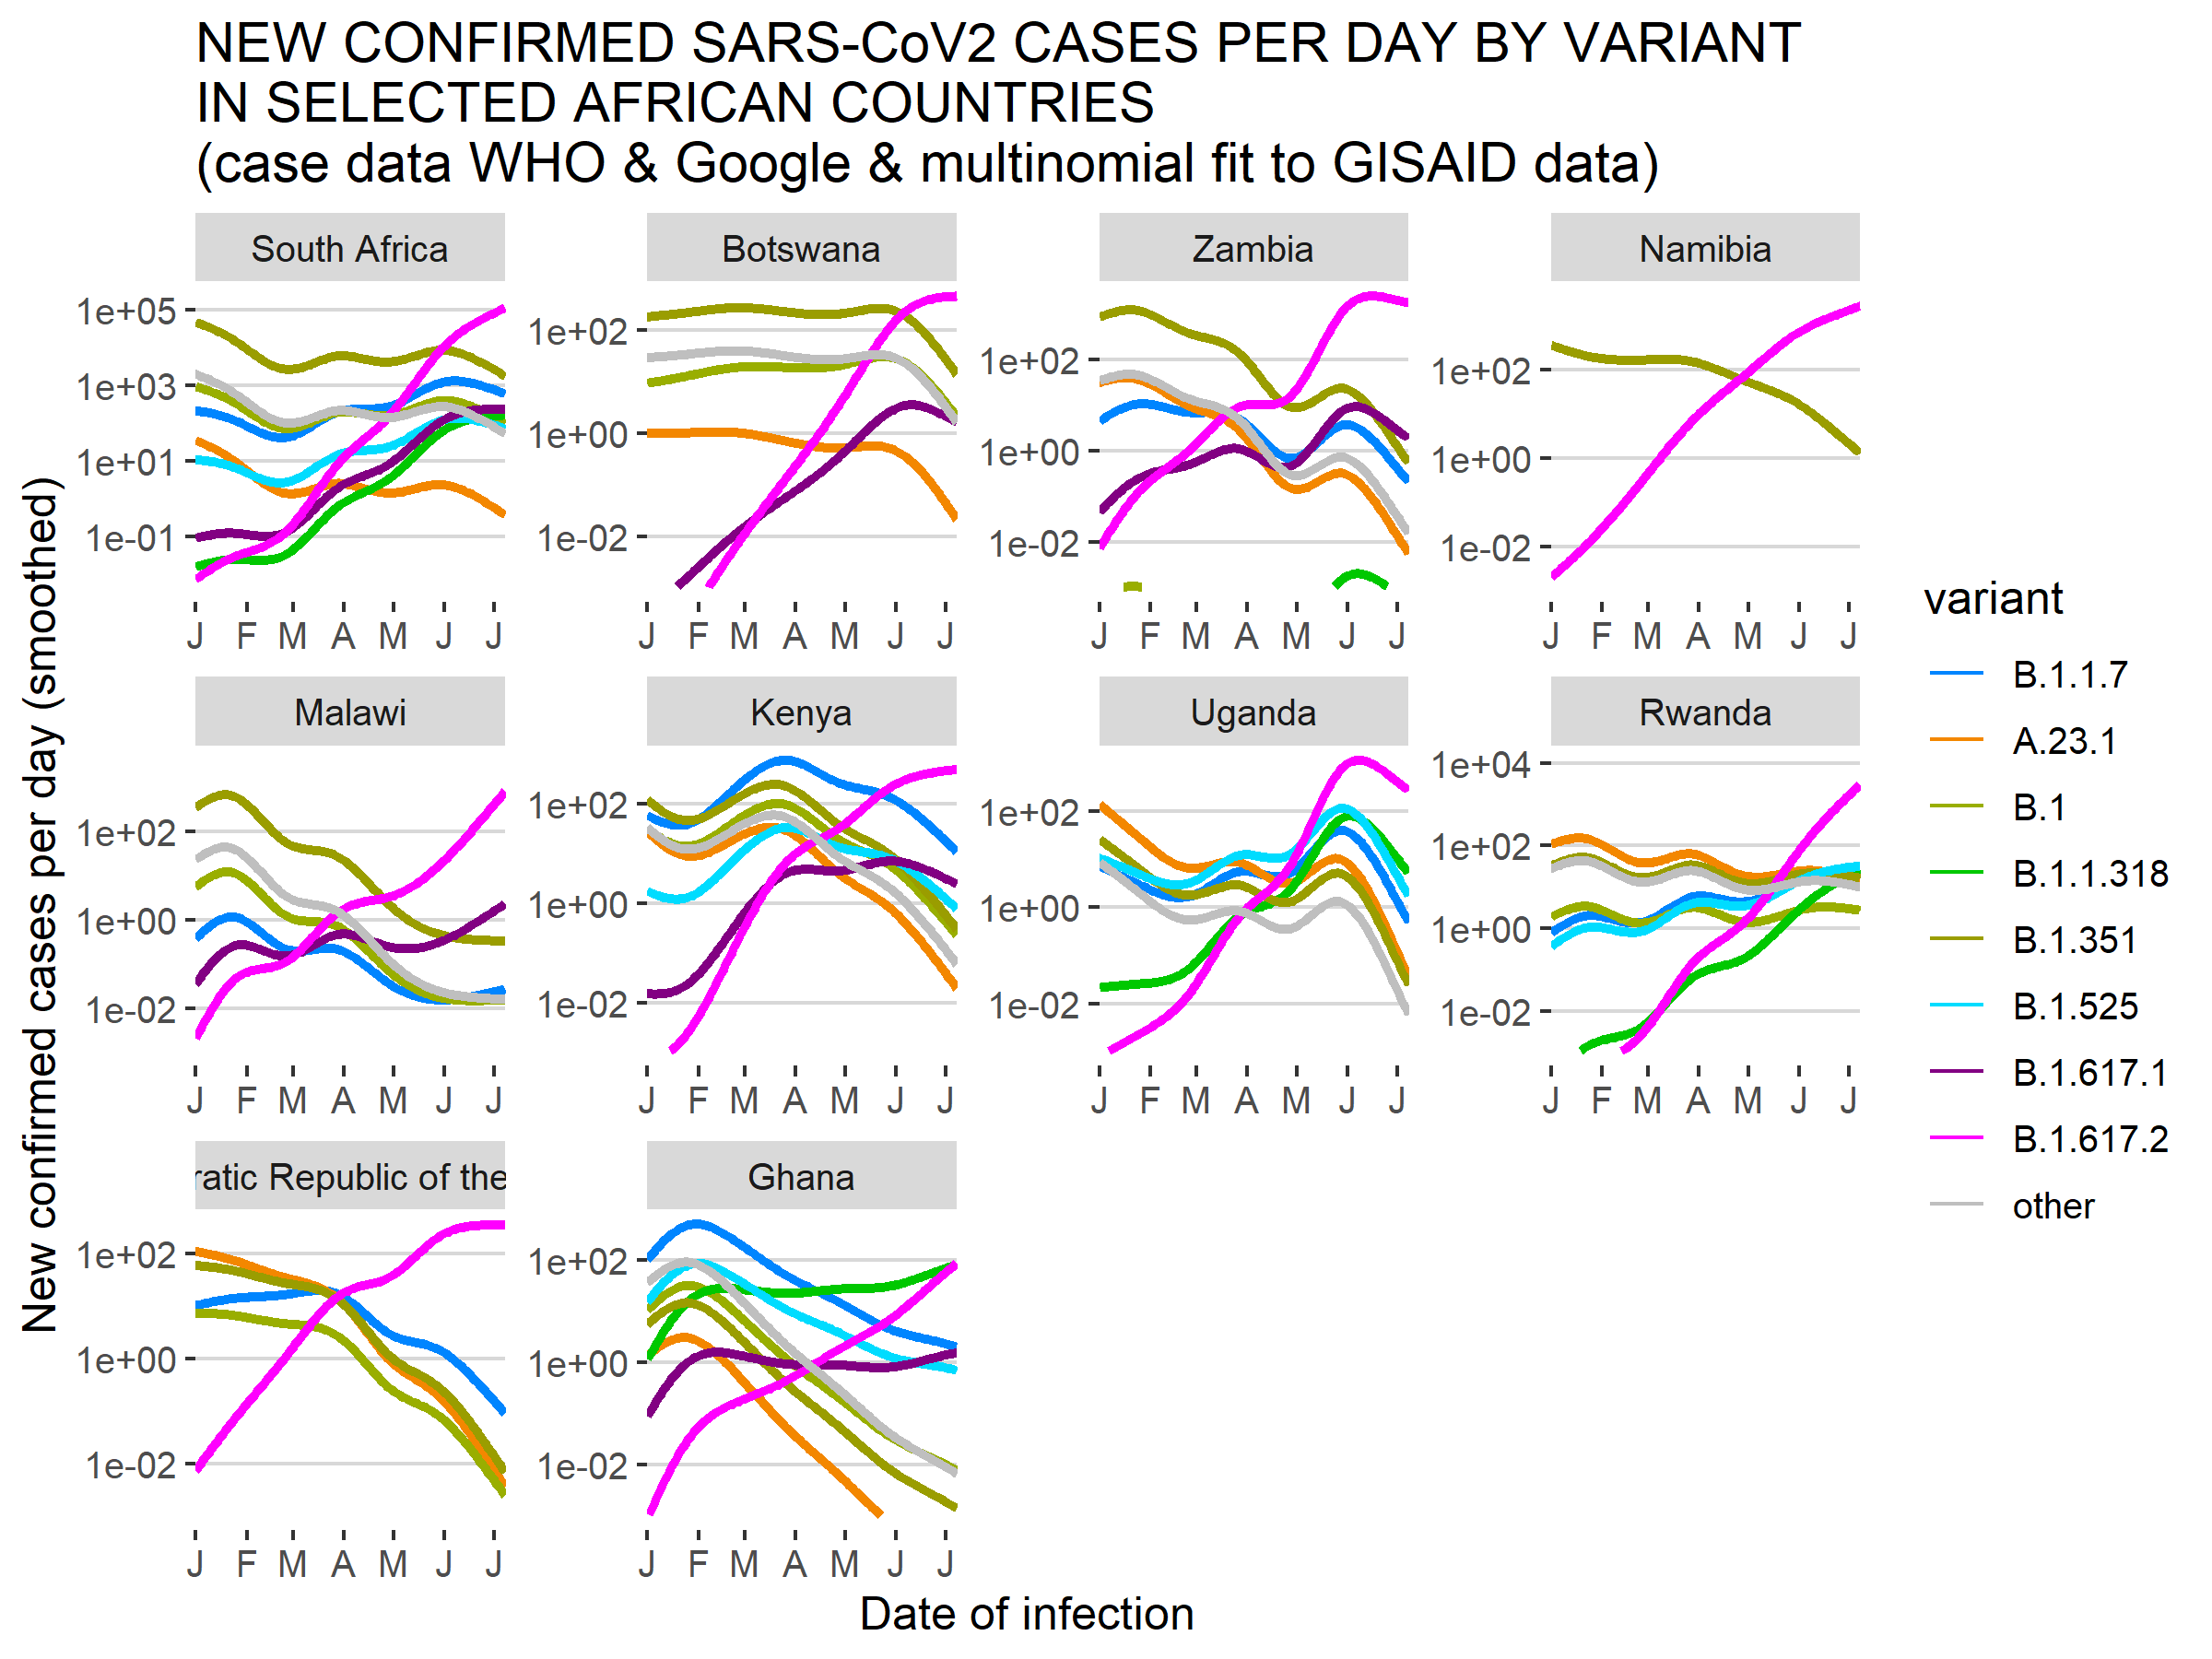 NEW CONFIRMED SARS-CoV2 CASES PER DAY BY VARIANT
IN SELECTED AFRICAN COUNTRIES
(case data WHO & Google & multinomial fit to GISAID data)
New confirmed cases per day (smoothed)
South Africa
1e+05
1e+03
1e+01
1e-01
J F M A M J J
Botswana
1e+02
1e+00
1e-02
J F M A M J J
Zambia
1e+02
1e+00
1e-02
J F M A M J J
Namibia
1e+02
1e+00
1e-02
J F M A M J J
Malawi
1e+02
1e+00
1e-02
J F M A M J J
Kenya
1e+02
1e+00
1e-02
J F M A M J J
Uganda
1e+02
1e+00
1e-02
J F M A M J J
Rwanda
1e+04
1e+02
1e+00
1e-02
J F M A M J J
ratic Republic of the
1e+02
1e+00
1e-02
J F M A M J J
Ghana
1e+02
1e+00
1e-02
J F M A M J J
Date of infection
variant
B.1.1.7
A.23.1
B.1
B.1.1.318
B.1.351
B.1.525
B.1.617.1
B.1.617.2
other